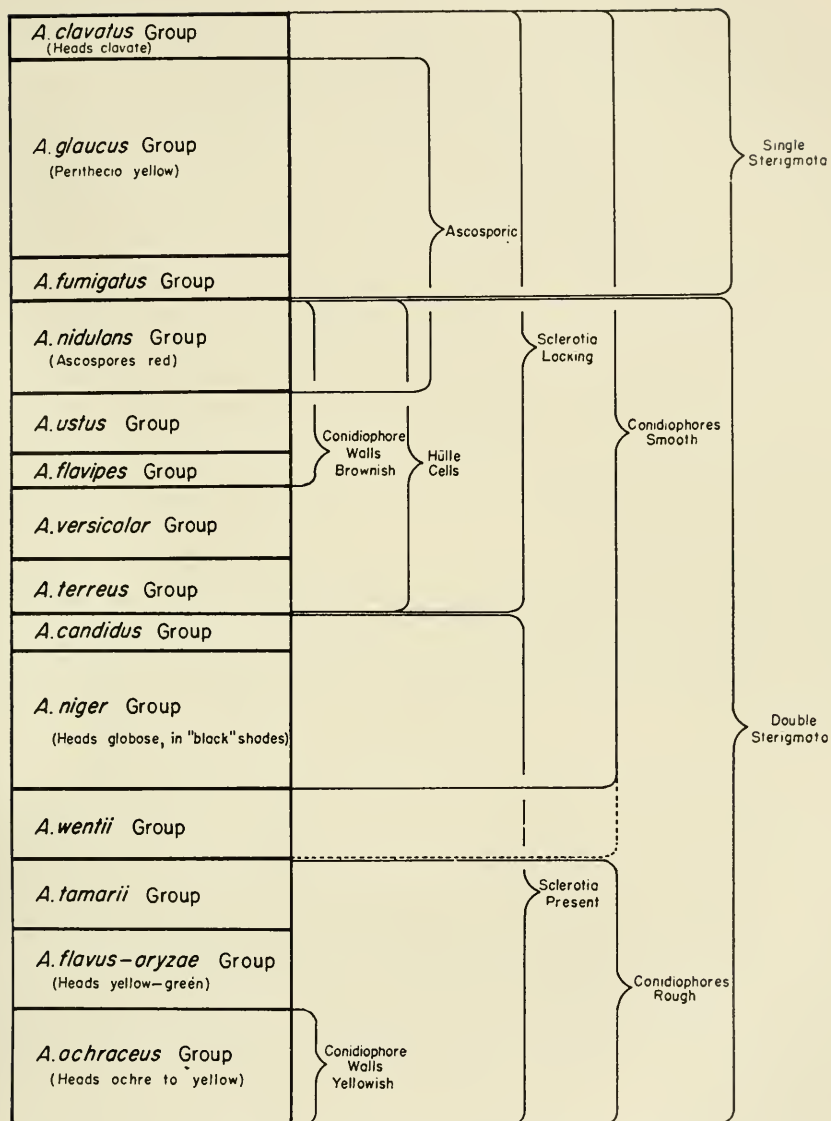 A. clavatus Group
(Heads clavate)
A. glaucus Group
(Perithecia yellow)
Single
Sterigmata
Ascosporic
A. fumigatus Group
A. nidulans Group
(Ascospores red)
Sclerotia
Lacking
A. ustus Group
Conidiophore
Walls
Brownish
Hülle
Cells
Conidiophores
Smooth
A. flavipes Group
A. versicolor Group
A. terreus Group
A. candidus Group
A. niger Group
(Heads globose, in "black" shades)
Double
Sterigmata
A. wentii Group
A. tamarii Group
Sclerotia
Present
A. flavus-oryzae Group
(Heads yellow-green)
Conidiophores
Rough
A. ochraceus Group
(Heads ochre to yellow)
Conidiophore
Walls
Yellowish